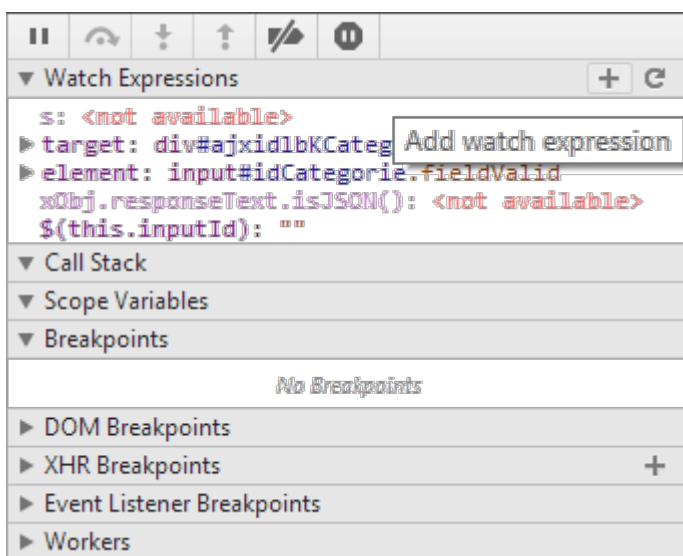 Watch Expressions
s: <not available>
target: div#ajxid1bKCateg
Add watch expression
element: input#idCategorie.fieldValid
xObj.responseText.isJSON(): <not available>
$(this.inputId): ""
Call Stack
Scope Variables
Breakpoints
No Breakpoints
DOM Breakpoints
XHR Breakpoints
Event Listener Breakpoints
Workers